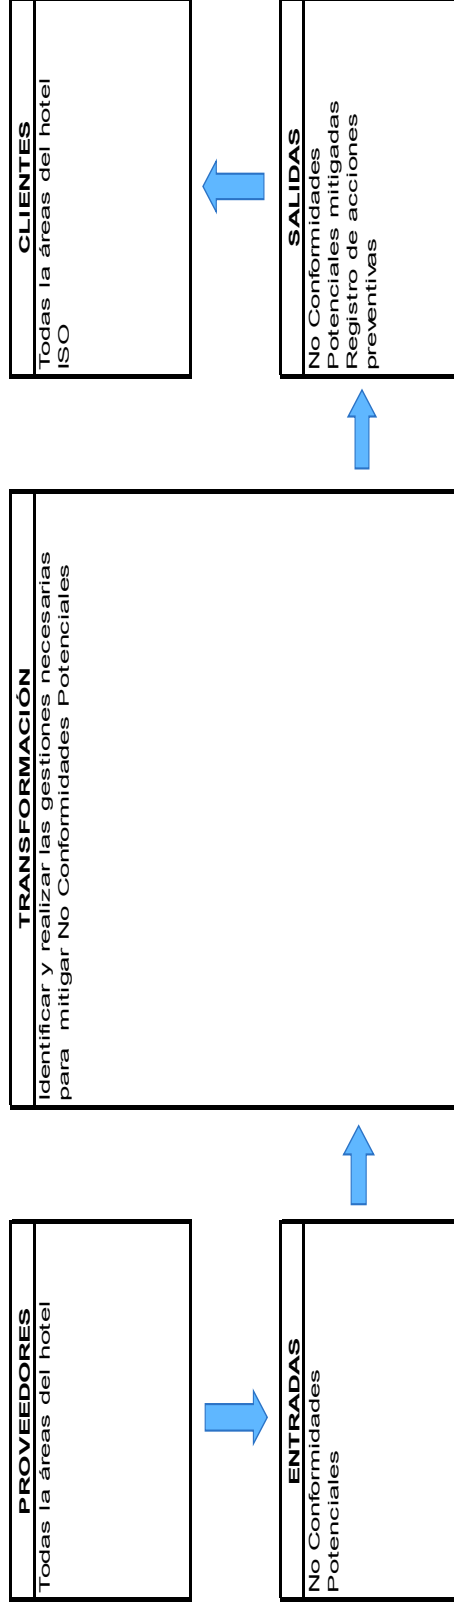 PROVEEDORES
Todas la áreas del hotel
ENTRADAS
No Conformidades
Potenciales
TRANSFORMACIÓN
Identificar y realizar las gestiones necesarias
para mitigar No Conformidades Potenciales
CLIENTES
Todas la áreas del hotel
ISO
SALIDAS
No Conformidades
Potenciales mitigadas
Registro de acciones
preventivas